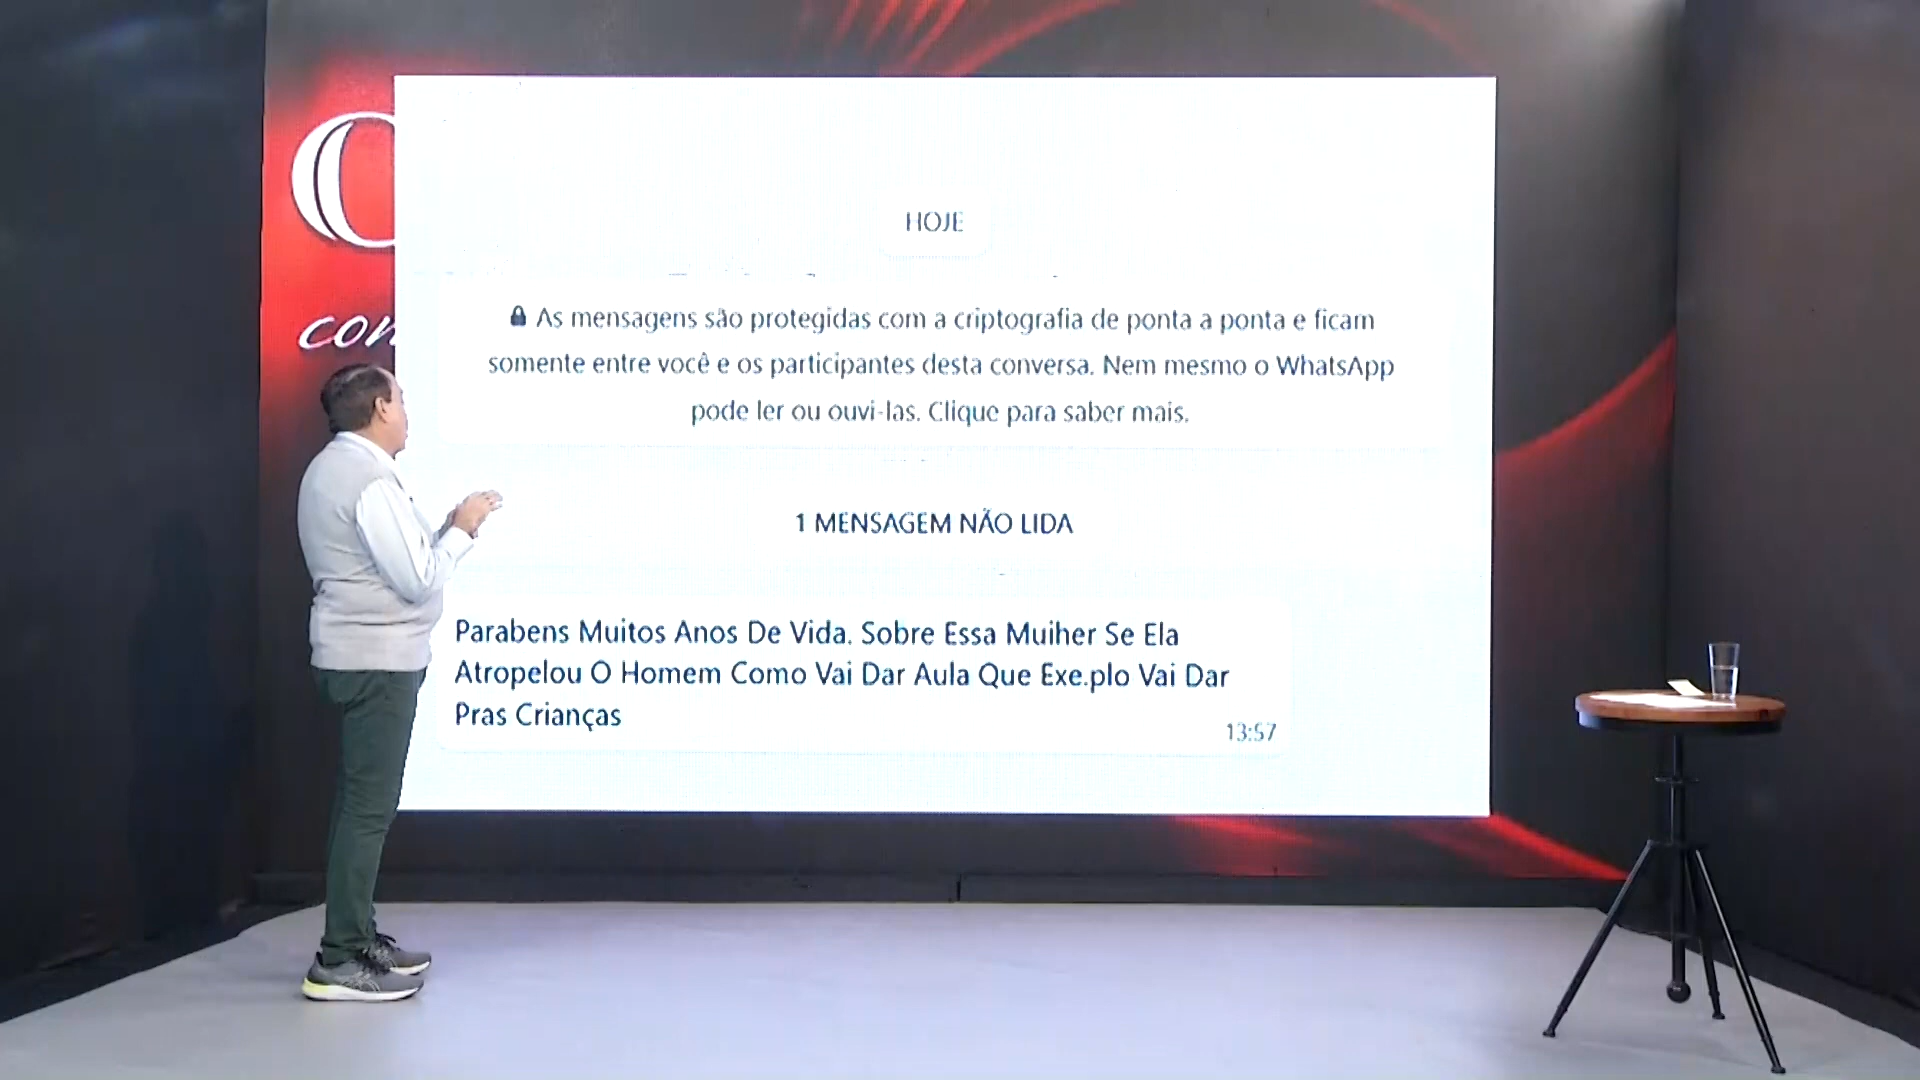 HOJE
As mensagens são protegidas com a criptografia de ponta a ponta e ficam
somente entre você e os participantes desta conversa. Nem mesmo o WhatsApp
pode ler ou ouvi-las. Clique para saber mais.
1 MENSAGEM NÃO LIDA
Parabens Muitos Anos De Vida. Sobre Essa Muiher Se Ela
Atropelou O Homem Como Vai Dar Aula Que Exe.plo Vai Dar
Pras Crianças
13:57